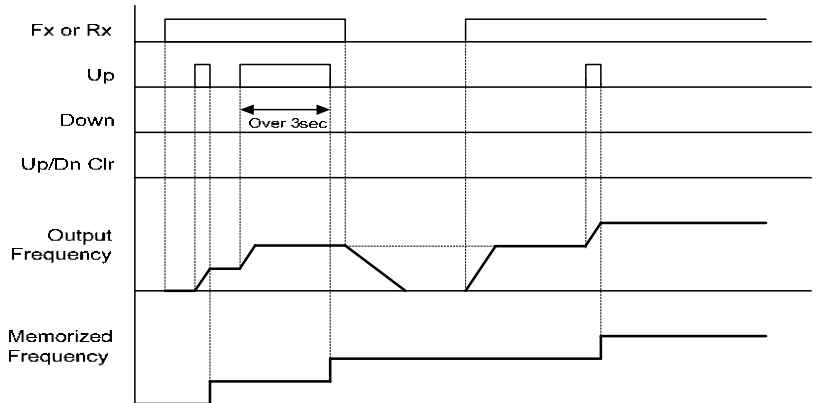 Fx or Rx
Up
Down
Over 3sec
Up/Dn Clr
Output
Frequency
Memorized
Frequency